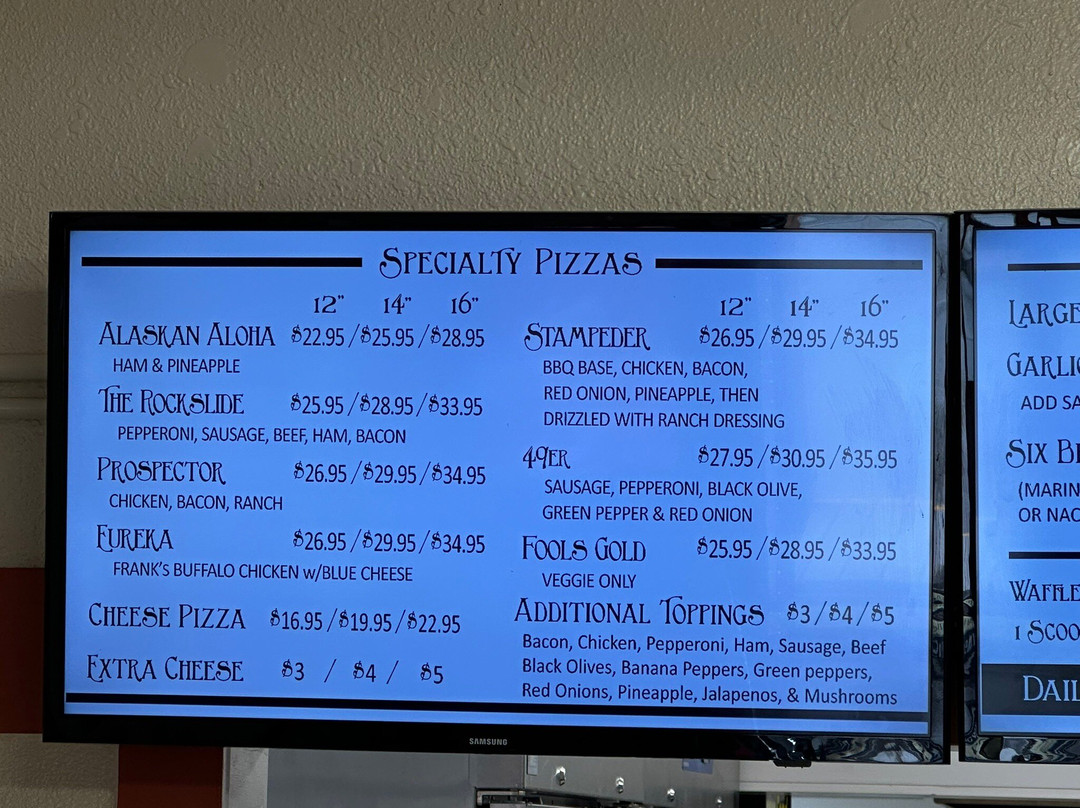 SPECIALTY PIZZAS
12" 14" 16"
ALASKAN ALOHA $22.95/$25.95/$28.95
HAM & PINEAPPLE
THE ROCKSLIDE $25.95/$28.95/$33.95
PEPPERONI, SAUSAGE, BEEF, HAM, BACON
PROSPECTOR $26.95/$29.95/$34.95
CHICKEN, BACON, RANCH
EUREKA $26.95/$29.95/$34.95
FRANK'S BUFFALO CHICKEN w/BLUE CHEESE
CHEESE PIZZA $16.95/$19.95/$22.95
EXTRA CHEESE $3 / $4 / $5
12" 14" 16"
STAMPEDER $26.95/$29.95/$34.95
BBQ BASE, CHICKEN, BACON,
RED ONION, PINEAPPLE, THEN
DRIZZLED WITH RANCH DRESSING
49ER $27.95/$30.95/$35.95
SAUSAGE, PEPPERONI, BLACK OLIVE,
GREEN PEPPER & RED ONION
FOOLS GOLD $25.95/$28.95/$33.95
VEGGIE ONLY
ADDITIONAL TOPPINGS $3/$4/$5
Bacon, Chicken, Pepperoni, Ham, Sausage, Beef
Black Olives, Banana Peppers, Green peppers,
Red Onions, Pineapple, Jalapenos, & Mushrooms
SAMSUNG
LARGE
GARLIC
ADD
SIX
OR
1